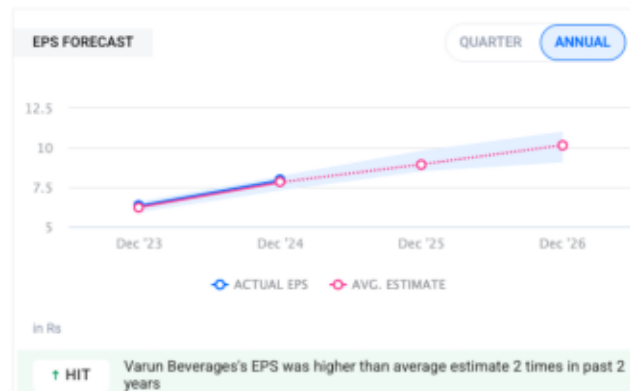 EPS FORECAST
QUARTER ANNUAL
12.5
10
7.5
5
Dec '23 Dec '24 Dec '25 Dec '26
ACTUAL EPS AVG. ESTIMATE
in Rs
↑ HIT Varun Beverages's EPS was higher than average estimate 2 times in past 2
years